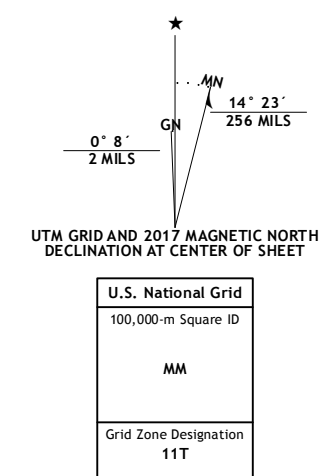 ★
MN
GN
14° 23´
256 MILS
0° 8´
2 MILS
UTM GRID AND 2017 MAGNETIC NORTH
DECLINATION AT CENTER OF SHEET
U.S. National Grid
100,000-m Square ID
MM
Grid Zone Designation
11T